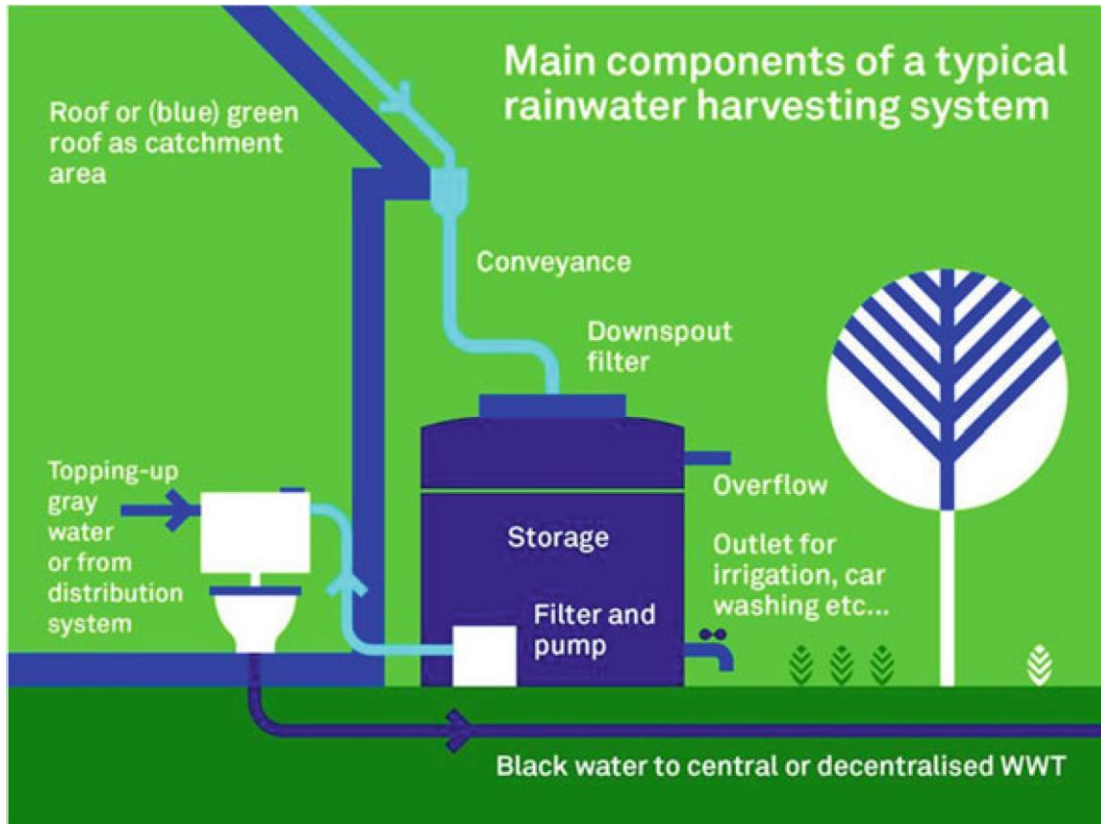 Main components of a typical
rainwater harvesting system
Roof or (blue) green
roof as catchment
area
Conveyance
Downspout
filter
Topping-up
gray
water
or from
distribution
system
Storage
Filter and
pump
Overflow
Outlet for
irrigation, car
washing etc...
Black water to central or decentralised WWT